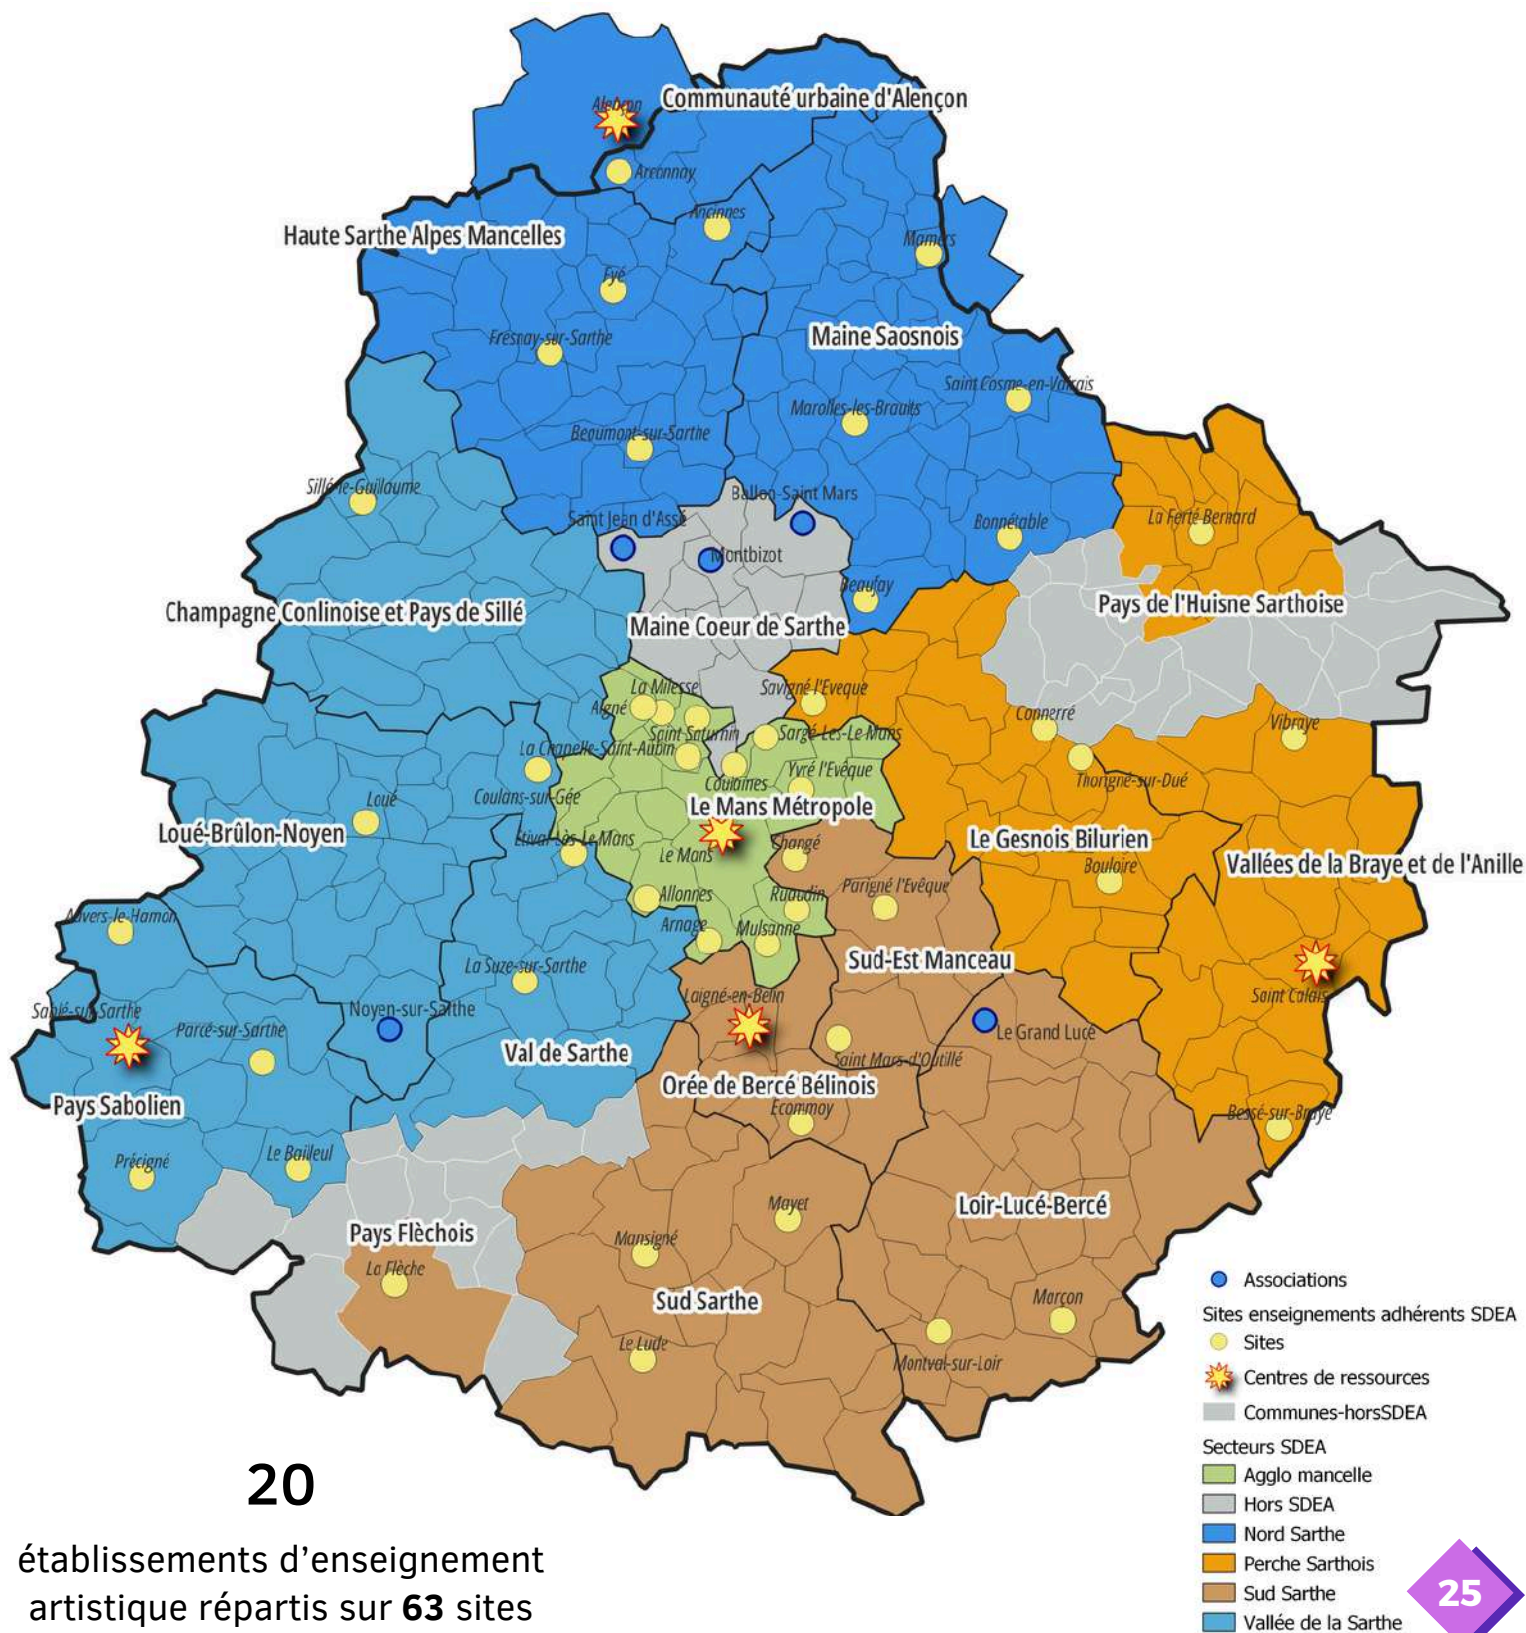 Alençon
Communauté urbaine d'Alençon
Arconnay
Ancinnes
Haute Sarthe Alpes Mancelles
Mamers
Fyé
Fresnay-sur-Sarthe
Maine Saosnois
Saint Cosme-en-Vairais
Marolles-les-Braults
Beaumont-sur-Sarthe
Sillé-le-Guillaume
Ballon-Saint Mars
Saint Jean d'Assé
Bonnétable
La Ferté Bernard
Montbizot
Beaufay
Champagne Conlinoise et Pays de Sillé
Maine Coeur de Sarthe
Pays de l'Huisne Sarthoise
La Milesse
Savigné l'Eveque
Aigné
Connerré
Vibraye
Saint Saturnin
Sargé-Les-Le-Mans
La Chapelle-Saint-Aubin
Coulaines
Yvré l'Evêque
Thorigné-sur-Dué
Coulans-sur-Gée
Loué
Le Mans Métropole
Loué-Brûlon-Noyen
Etival-Lès-Le Mans
Le Mans
Changé
Le Gesnois Bilurien
Bouloire
Vallées de la Braye et de l'Anille
Allonnes
Ruaudin
Parigné l'Evêque
Auvers-le-Hamon
Arnage
Mulsanne
Sud-Est Manceau
La Suze-sur-Sarthe
Laigné-en-Belin
Saint Calais
Sablé-sur-Sarthe
Parcé-sur-Sarthe
Noyen-sur-Sarthe
Le Grand Lucé
Val de Sarthe
Saint Mars-d'Outillé
Orée de Bercé Bélinois
Pays Sabolien
Ecommoy
Bessé-sur-Braye
Précigné
Le Bailleul
Mayet
Loir-Lucé-Bercé
Pays Flèchois
Mansigné
La Flèche
Sud Sarthe
Marçon
Le Lude
Montval-sur-Loir
Associations
Sites enseignements adhérents SDEA
Sites
Centres de ressources
Communes-horsSDEA
Secteurs SDEA
Agglo mancelle
Hors SDEA
Nord Sarthe
Perche Sarthois
Sud Sarthe
Vallée de la Sarthe
20
établissements d'enseignement
artistique répartis sur 63 sites
25